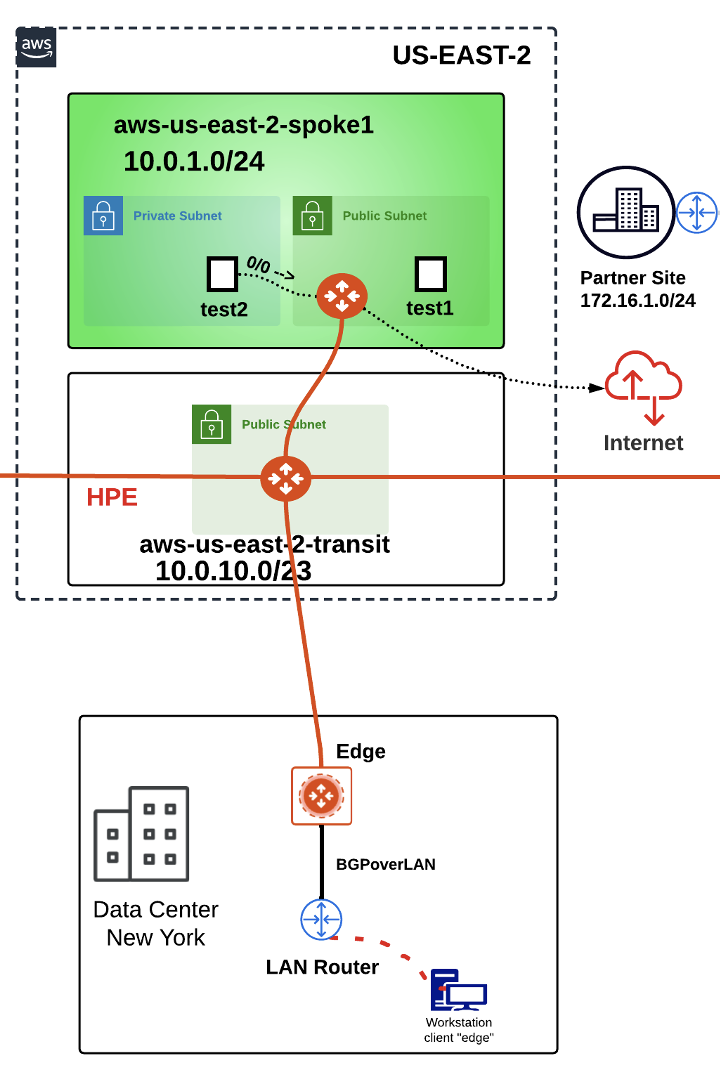 aws
US-EAST-2
aws-us-east-2-spoke1
10.0.1.0/24
Private Subnet
Public Subnet
0/0 -->
test2
test1
Partner Site
172.16.1.0/24
Internet
Public Subnet
HPE
aws-us-east-2-transit
10.0.10.0/23
Edge
BGPoverLAN
Data Center
New York
LAN Router
Workstation
client "edge"